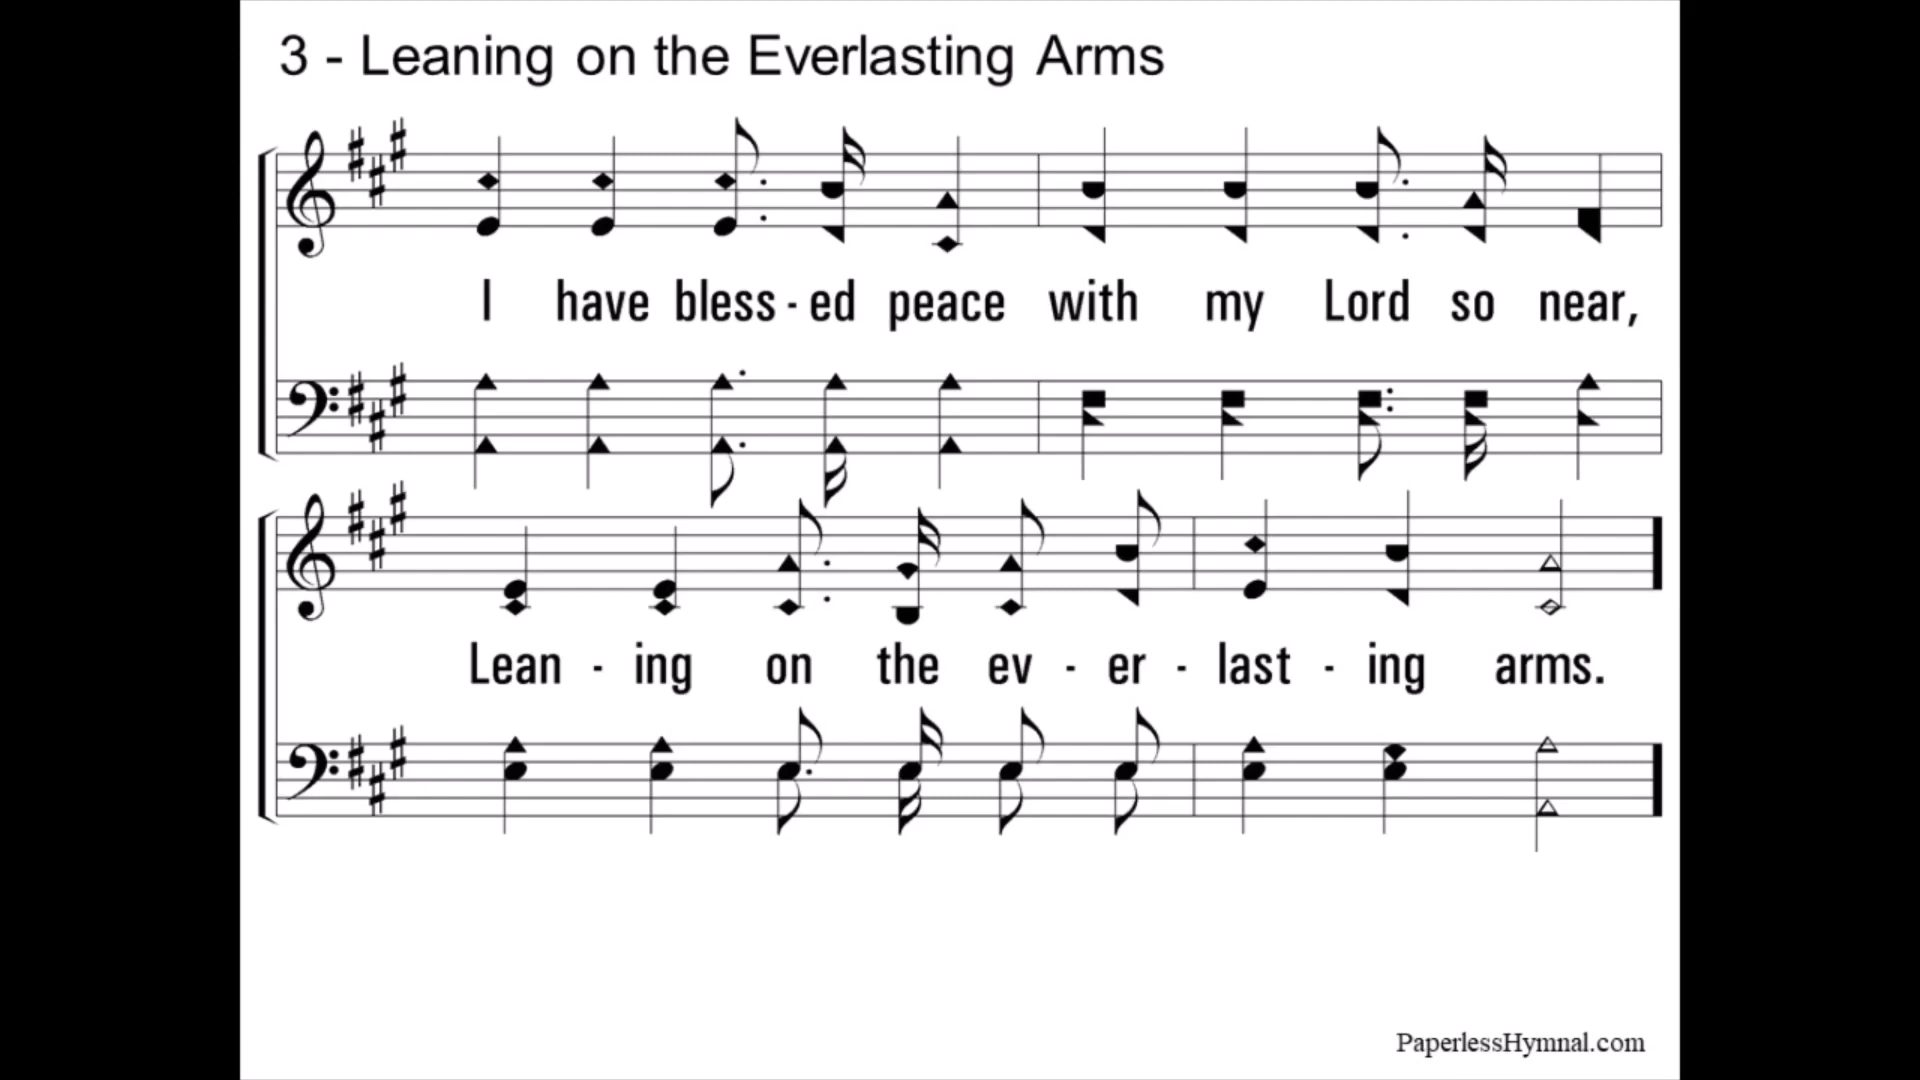 3 - Leaning on the Everlasting Arms
I have bless - ed peace with my Lord so near,
Lean - ing on the ev - er - last - ing arms.
PaperlessHymnal.com